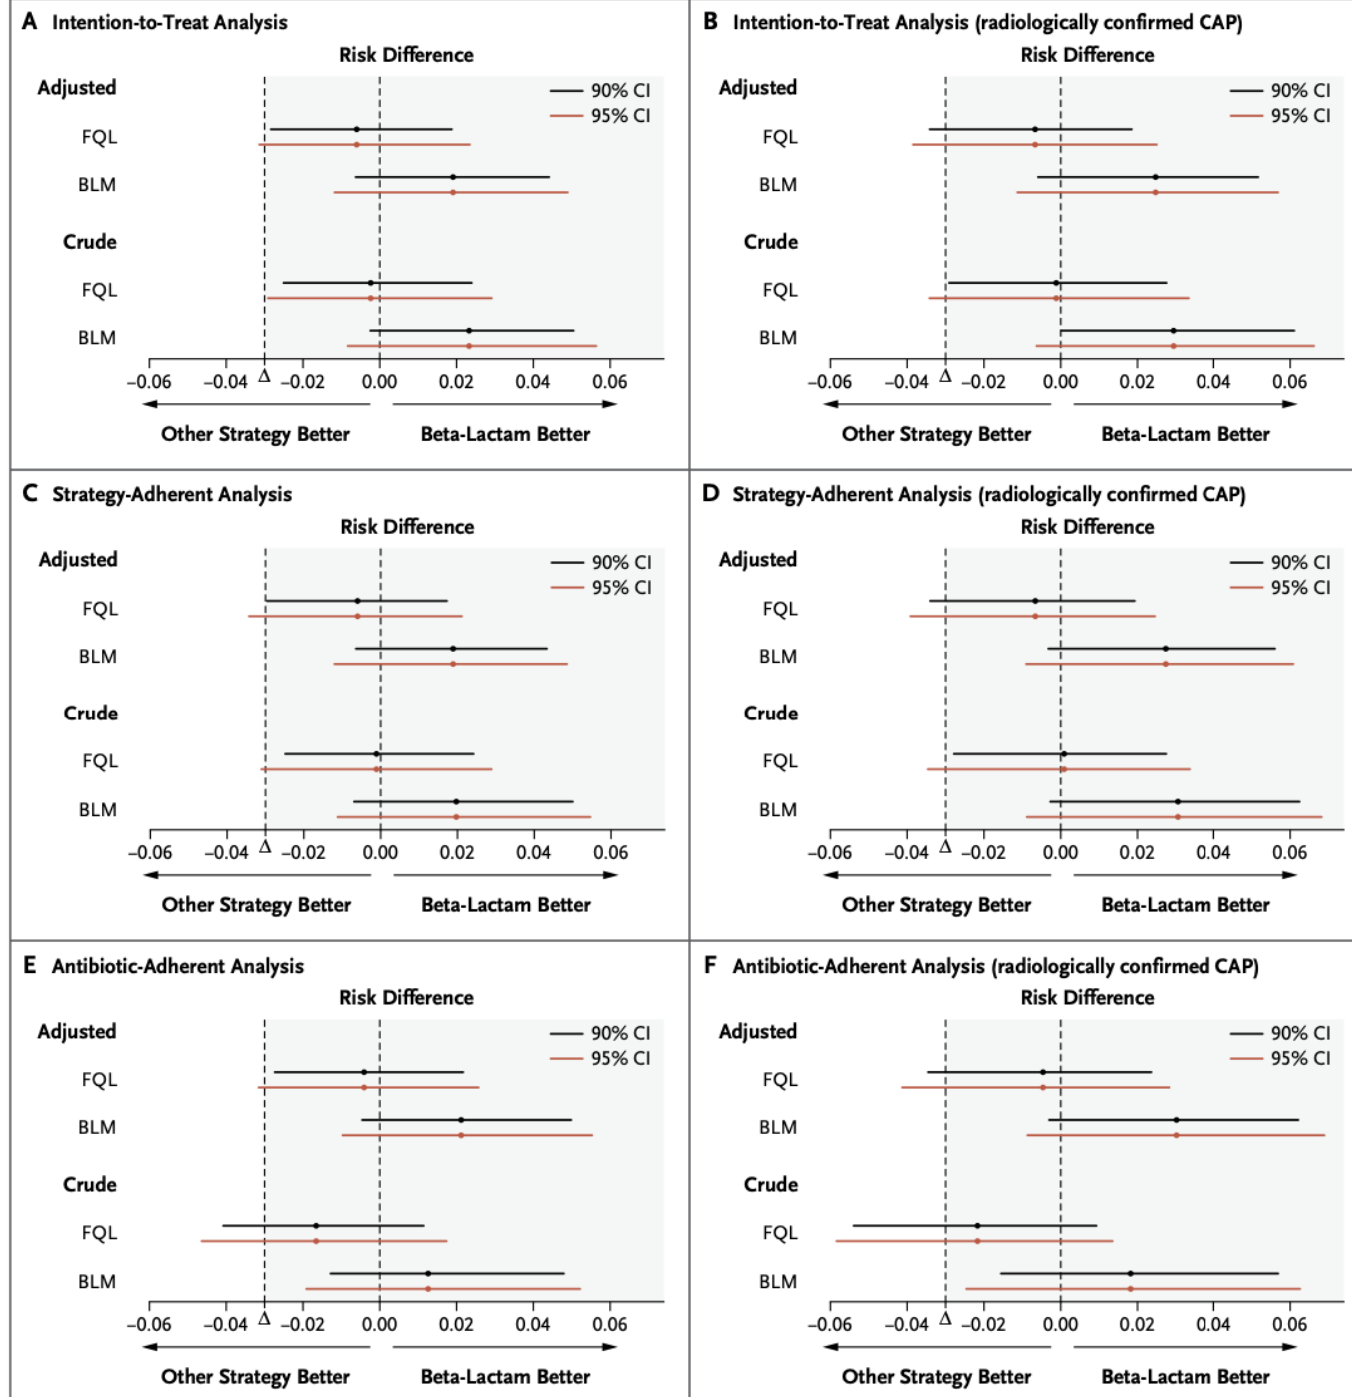 A Intention-to-Treat Analysis
Risk Difference
Adjusted
90% CI
95% CI
FQL
BLM
Crude
FQL
BLM
–0.06 –0.04 Δ –0.02 0.00 0.02 0.04 0.06
Other Strategy Better Beta-Lactam Better
B Intention-to-Treat Analysis (radiologically confirmed CAP)
Risk Difference
Adjusted
90% CI
95% CI
FQL
BLM
Crude
FQL
BLM
–0.06 –0.04 Δ –0.02 0.00 0.02 0.04 0.06
Other Strategy Better Beta-Lactam Better
C Strategy-Adherent Analysis
Risk Difference
Adjusted
90% CI
95% CI
FQL
BLM
Crude
FQL
BLM
–0.06 –0.04 Δ –0.02 0.00 0.02 0.04 0.06
Other Strategy Better Beta-Lactam Better
D Strategy-Adherent Analysis (radiologically confirmed CAP)
Risk Difference
Adjusted
90% CI
95% CI
FQL
BLM
Crude
FQL
BLM
–0.06 –0.04 Δ –0.02 0.00 0.02 0.04 0.06
Other Strategy Better Beta-Lactam Better
E Antibiotic-Adherent Analysis
Risk Difference
Adjusted
90% CI
95% CI
FQL
BLM
Crude
FQL
BLM
–0.06 –0.04 Δ –0.02 0.00 0.02 0.04 0.06
Other Strategy Better Beta-Lactam Better
F Antibiotic-Adherent Analysis (radiologically confirmed CAP)
Risk Difference
Adjusted
90% CI
95% CI
FQL
BLM
Crude
FQL
BLM
–0.06 –0.04 Δ –0.02 0.00 0.02 0.04 0.06
Other Strategy Better Beta-Lactam Better